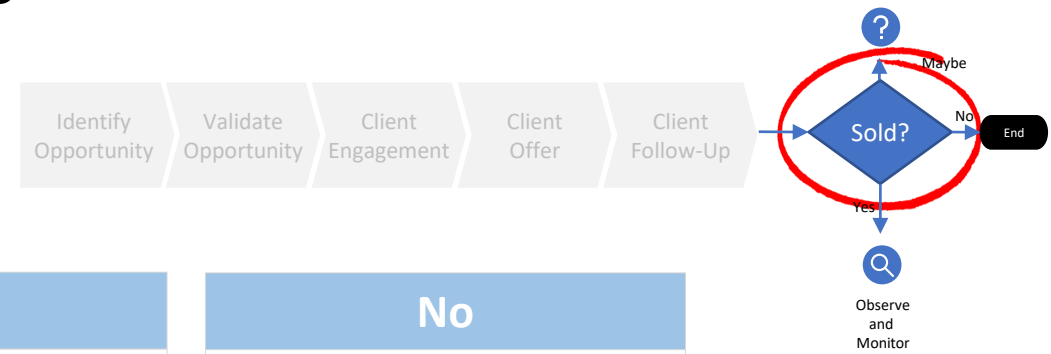 ?
Maybe
Identify
Opportunity
Validate
Opportunity
Client
Engagement
Client
Offer
Client
Follow-Up
Sold?
No
End
Yes
Observe
and
Monitor
No